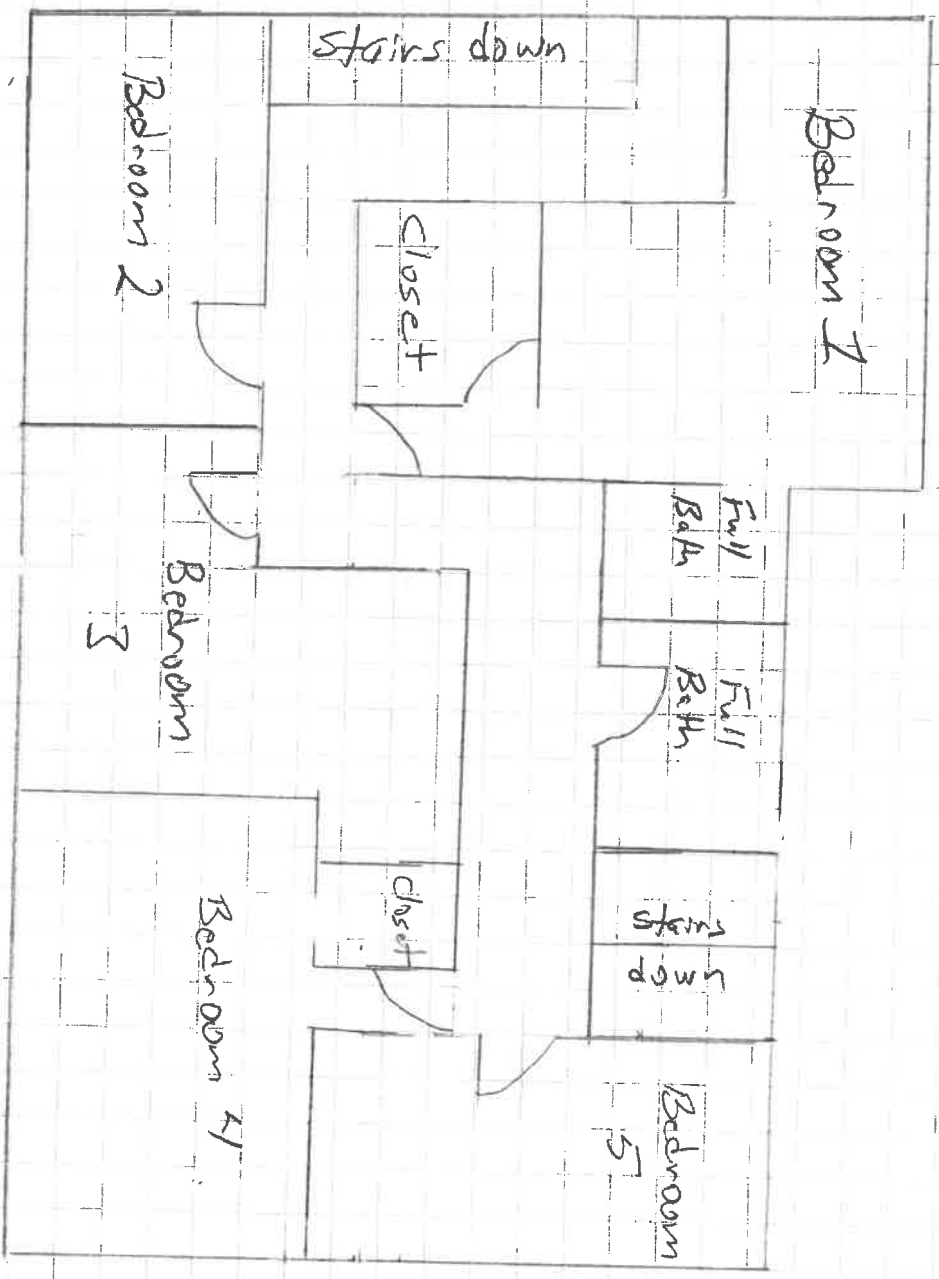 Stairs down
Bedroom 2
Bedroom 1
Closet
Full
Bath
Full
Bath
Bedroom
3
Closet
Stairs
down
Bedroom 4
Bedroom
5